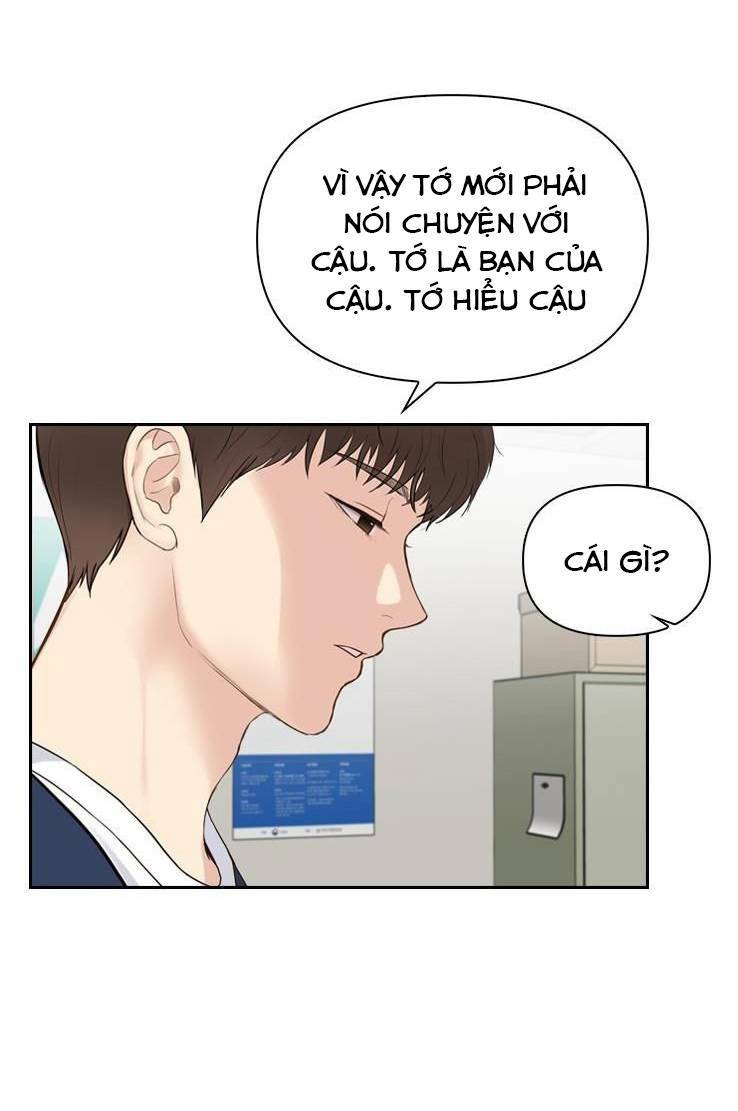 VÌ VẬY TỚ MỚI PHẢI
NÓI CHUYỆN VỚI
CẬU. TỚ LÀ BẠN CỦA
CẬU. TỚ HIỂU CẬU
CÁI GÌ?